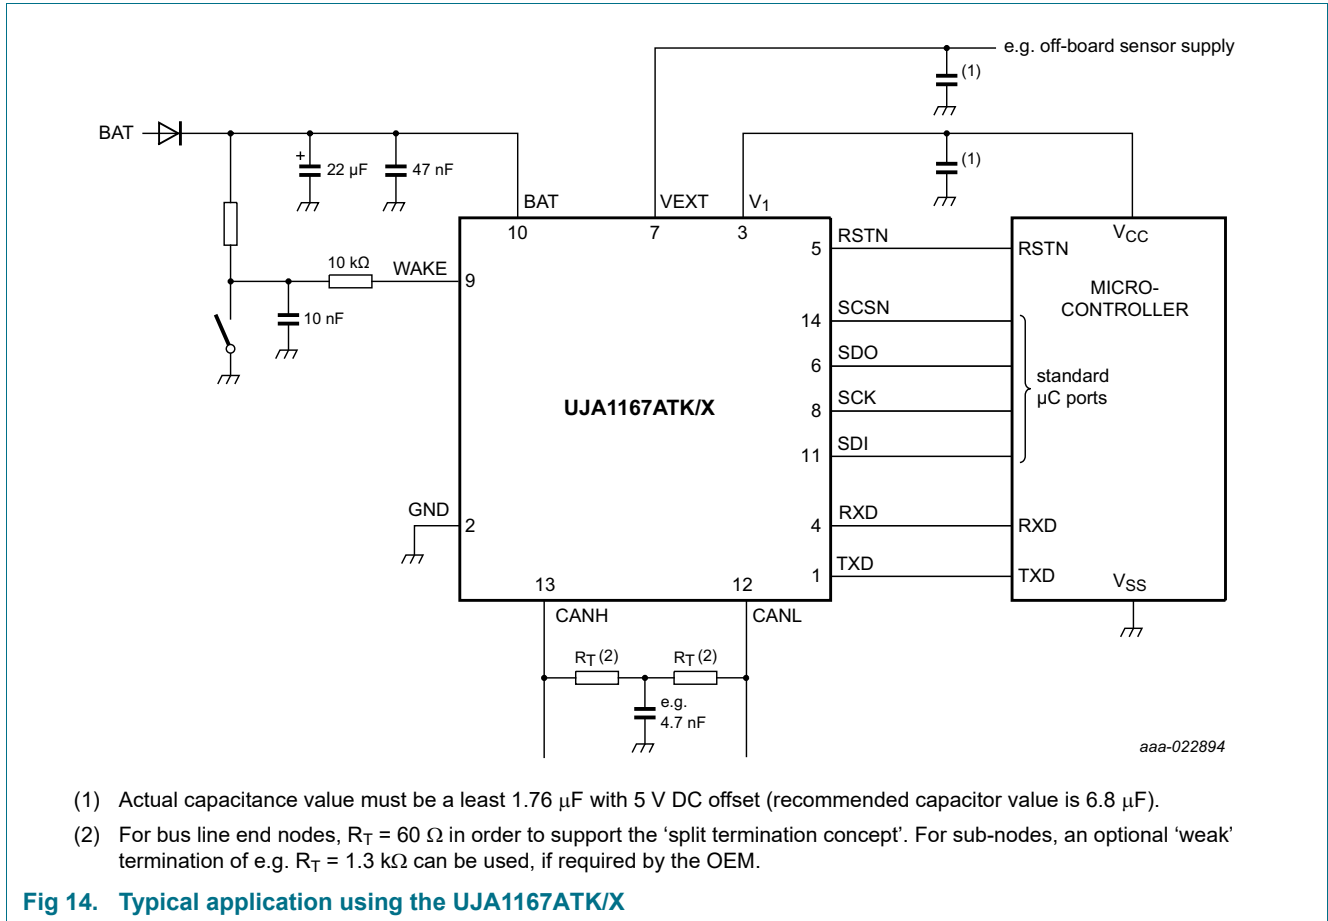 e.g. off-board sensor supply
(1)
BAT
(1)
+
22 µF
47 nF
BAT
VEXT
V1
10
7
3
VCC
5
RSTN
RSTN
10 kΩ
WAKE
9
MICRO-
CONTROLLER
10 nF
14
SCSN
6
SDO
standard
µC ports
8
SCK
UJA1167ATK/X
11
SDI
GND
2
4
RXD
RXD
1
TXD
TXD
13
12
VSS
CANH
CANL
RT (2)
RT (2)
e.g.
4.7 nF
aaa-022894
(1) Actual capacitance value must be a least 1.76 μF with 5 V DC offset (recommended capacitor value is 6.8 μF).
(2) For bus line end nodes, RT = 60 Ω in order to support the ‘split termination concept’. For sub-nodes, an optional ‘weak’
termination of e.g. RT = 1.3 kΩ can be used, if required by the OEM.
Fig 14. Typical application using the UJA1167ATK/X